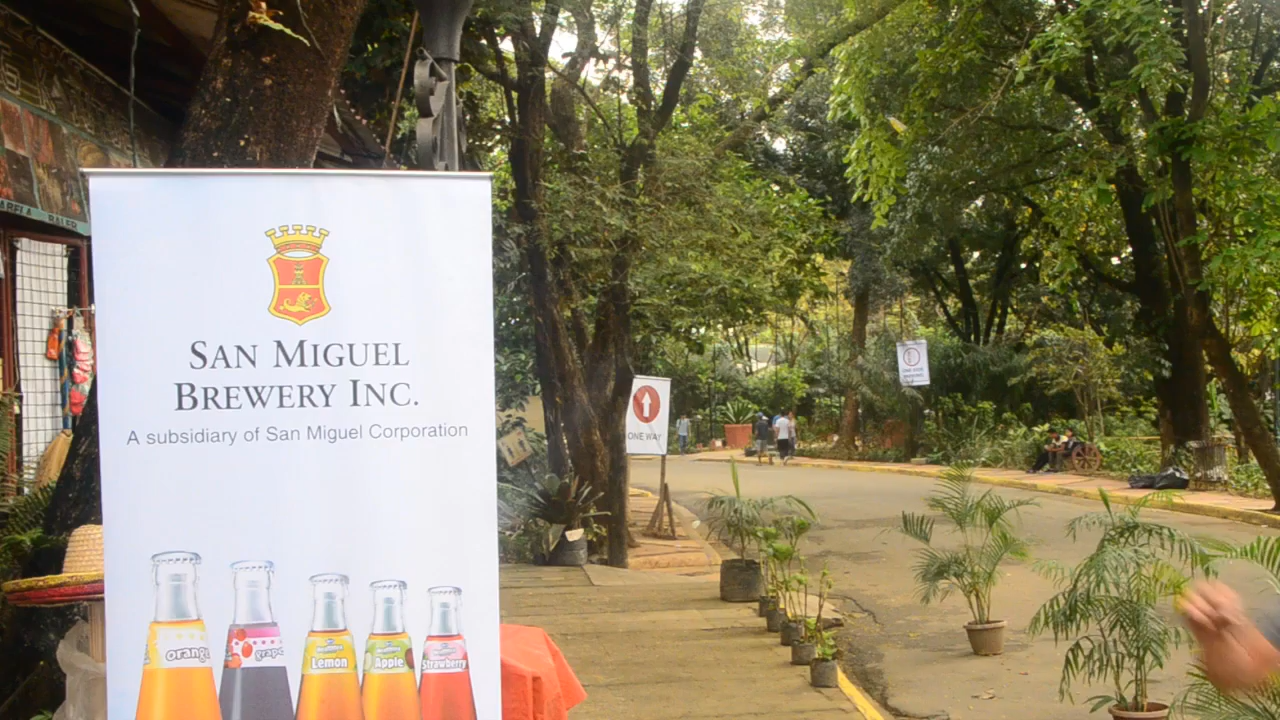 SAN MIGUEL
BREWERY INC.
A subsidiary of San Miguel Corporation
orange
grape
Lemon
Apple
Strawberry
ONE WAY